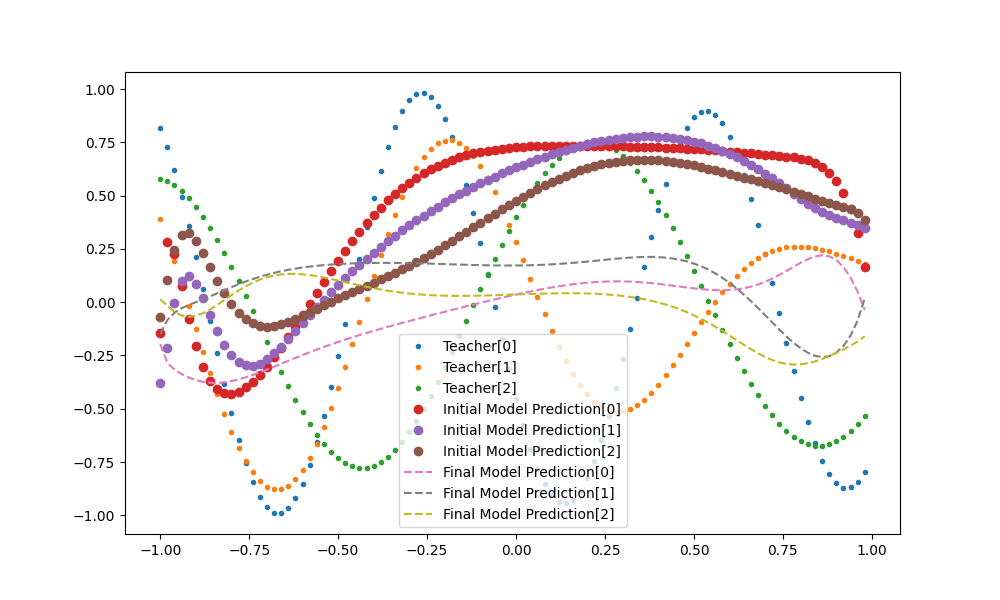 1.00
0.75
0.50
0.25
0.00
−0.25
−0.50
−0.75
−1.00
Teacher[0]
Teacher[1]
Teacher[2]
Initial Model Prediction[0]
Initial Model Prediction[1]
Initial Model Prediction[2]
Final Model Prediction[0]
Final Model Prediction[1]
Final Model Prediction[2]
−1.00 −0.75 −0.50 −0.25 0.00 0.25 0.50 0.75 1.00